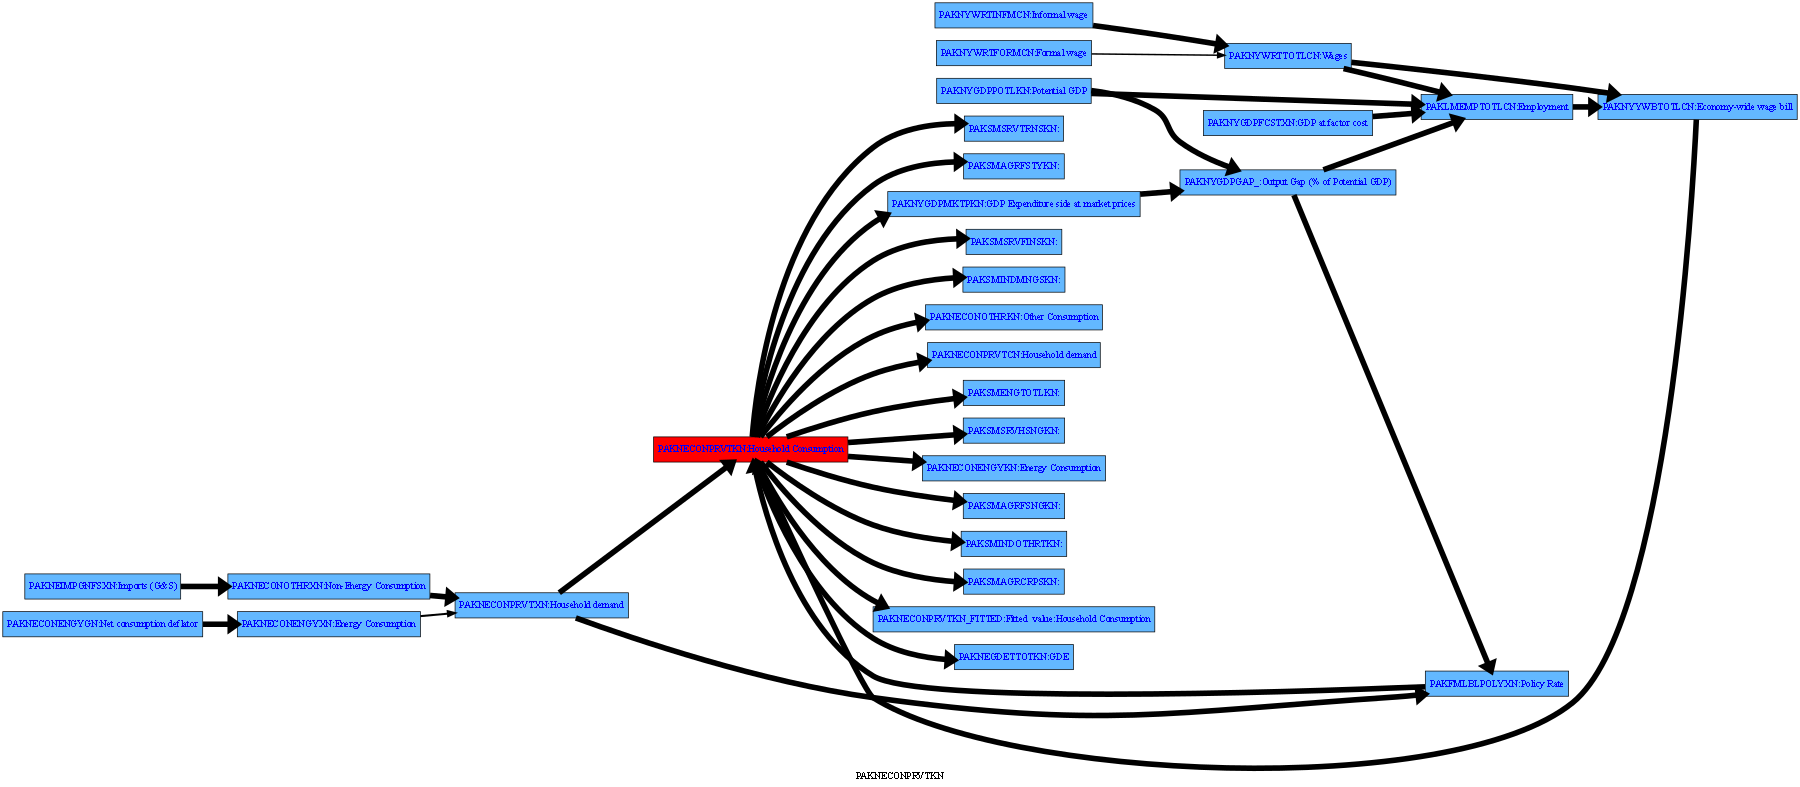 PAKNYWRTINFMCN:Informal wage
PAKNYWRTFORMCN:Formal wage
PAKNYWRTTOTLCN:Wages
PAKNYGDPPOTLKN:Potential GDP
PAKLMEMPTOTLCN:Employment
PAKNYYWBTOTLCN:Economy-wide wage bill
PAKNYGDPFCSTXN:GDP at factor cost
PAKSMSRVTRNSKN:
PAKSMAGRFSTYKN:
PAKNYGDPGAP_:Output Gap (% of Potential GDP)
PAKNYGDPMKTPKN:GDP Expenditure side at market prices
PAKSMSRVFINSKN:
PAKSMINDMNGSKN:
PAKNECONOTHRKN:Other Consumption
PAKNECONPRVTCN:Household demand
PAKSMENGTOTLKN:
PAKSMSRVHSNGKN:
PAKNECONPRVTKN:Household Consumption
PAKNECONENGYKN:Energy Consumption
PAKSMAGRFSNGKN:
PAKSMINDOTHRTKN:
PAKSMAGRCRPSKN:
PAKNEIMPGNFSXN:Imports (G&S)
PAKNECONOTHRXN:Non-Energy Consumption
PAKNECONPRVTXN:Household demand
PAKNECONENGYGN:Net consumption deflator
PAKNECONENGYXN:Energy Consumption
PAKNECONPRVTKN_FITTED:Fitted value:Household Consumption
PAKNEGDETTOTKN:GDE
PAKFMLBLPOLYXN:Policy Rate
PAKNECONPRVTKN